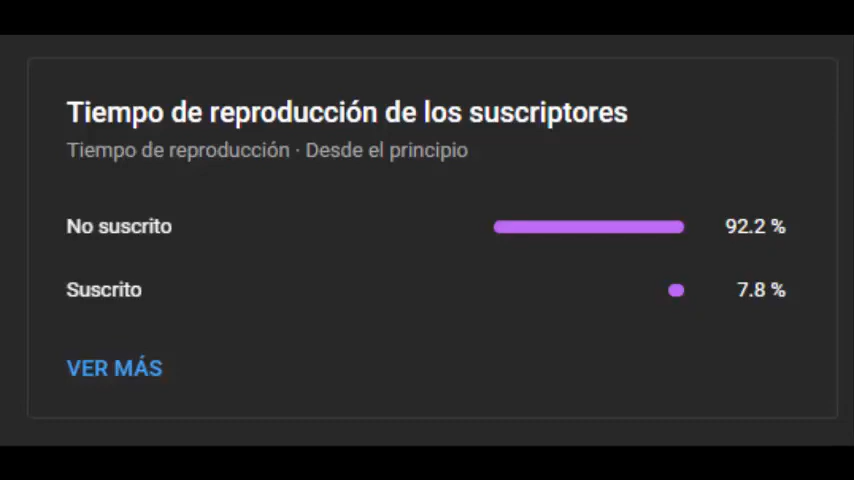 Tiempo de reproducción de los suscriptores
Tiempo de reproducción · Desde el principio
No suscrito 92.2 %
Suscrito 7.8 %
VER MÁS